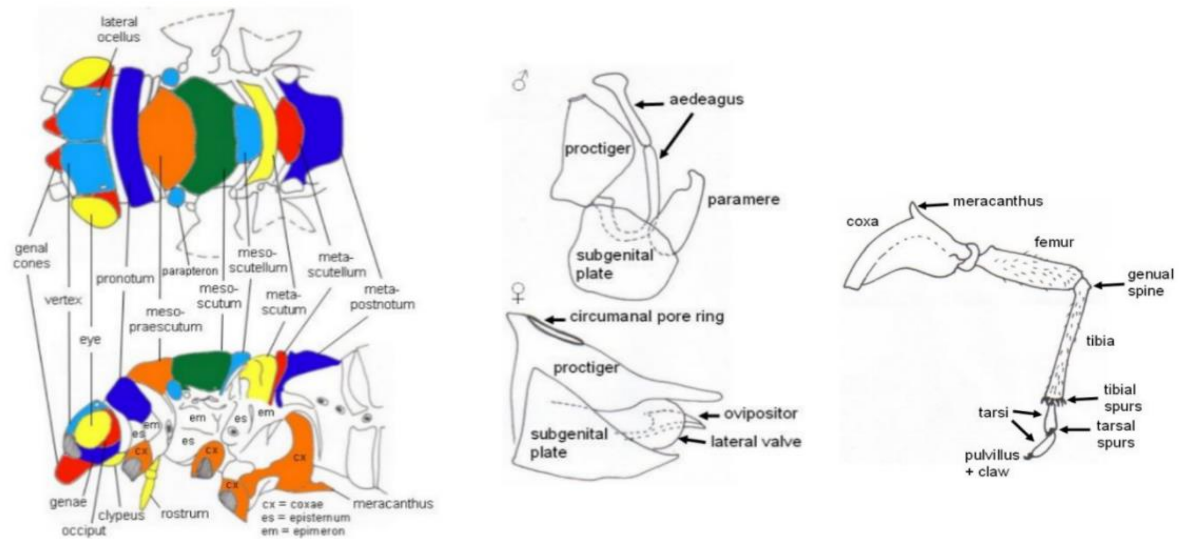 lateral
ocellus
genal
cones
vertex
eye
pronotum
meso-
praescutum
parapteron
meso-
scutum
meso-
scutellum
meta-
scutum
meta-
scutellum
meta-
postnotum
es
em
em
es
es
em
cx
cx
cx
cx
genae
occiput
clypeus
rostrum
cx = coxae
es = episternum
em = epimeron
meracanthus
♂
aedeagus
proctiger
paramere
subgenital
plate
♀
circumanal pore ring
proctiger
ovipositor
subgenital
plate
lateral valve
meracanthus
coxa
femur
genual
spine
tibia
tibial
spurs
tarsi
tarsal
spurs
pulvillus
+ claw